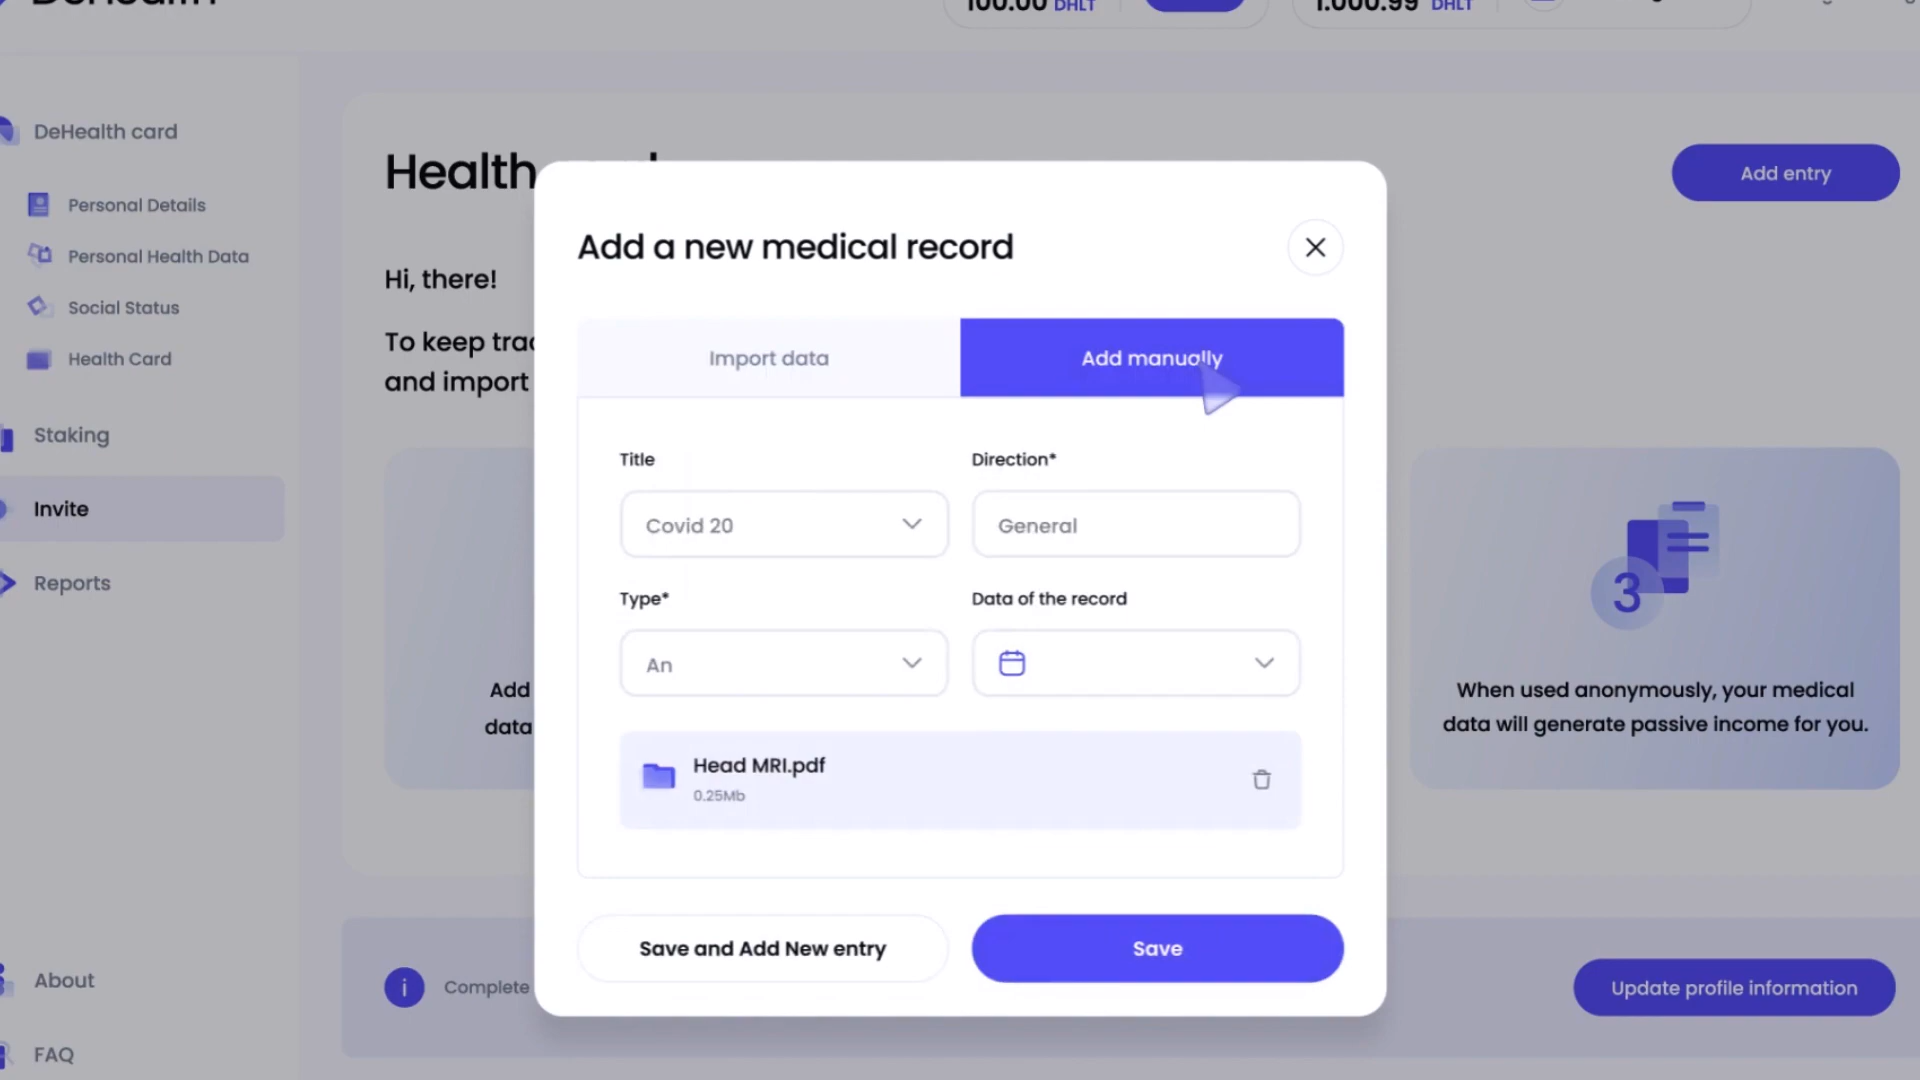 DeHealth
100.00 DHLT
1.000.99 DHLT
DeHealth card
Personal Details
Personal Health Data
Social Status
Health Card
Staking
Invite
Reports
About
FAQ
Health
Add entry
Hi, there!
To keep
and import
Add
data
3
When used anonymously, your medical
data will generate passive income for you.
i
Complete
Update profile information
Add a new medical record
Import data
Add manually
Title
Direction*
Covid 20
General
Type*
Data of the record
An
Head MRI.pdf
0.25Mb
Save and Add New entry
Save